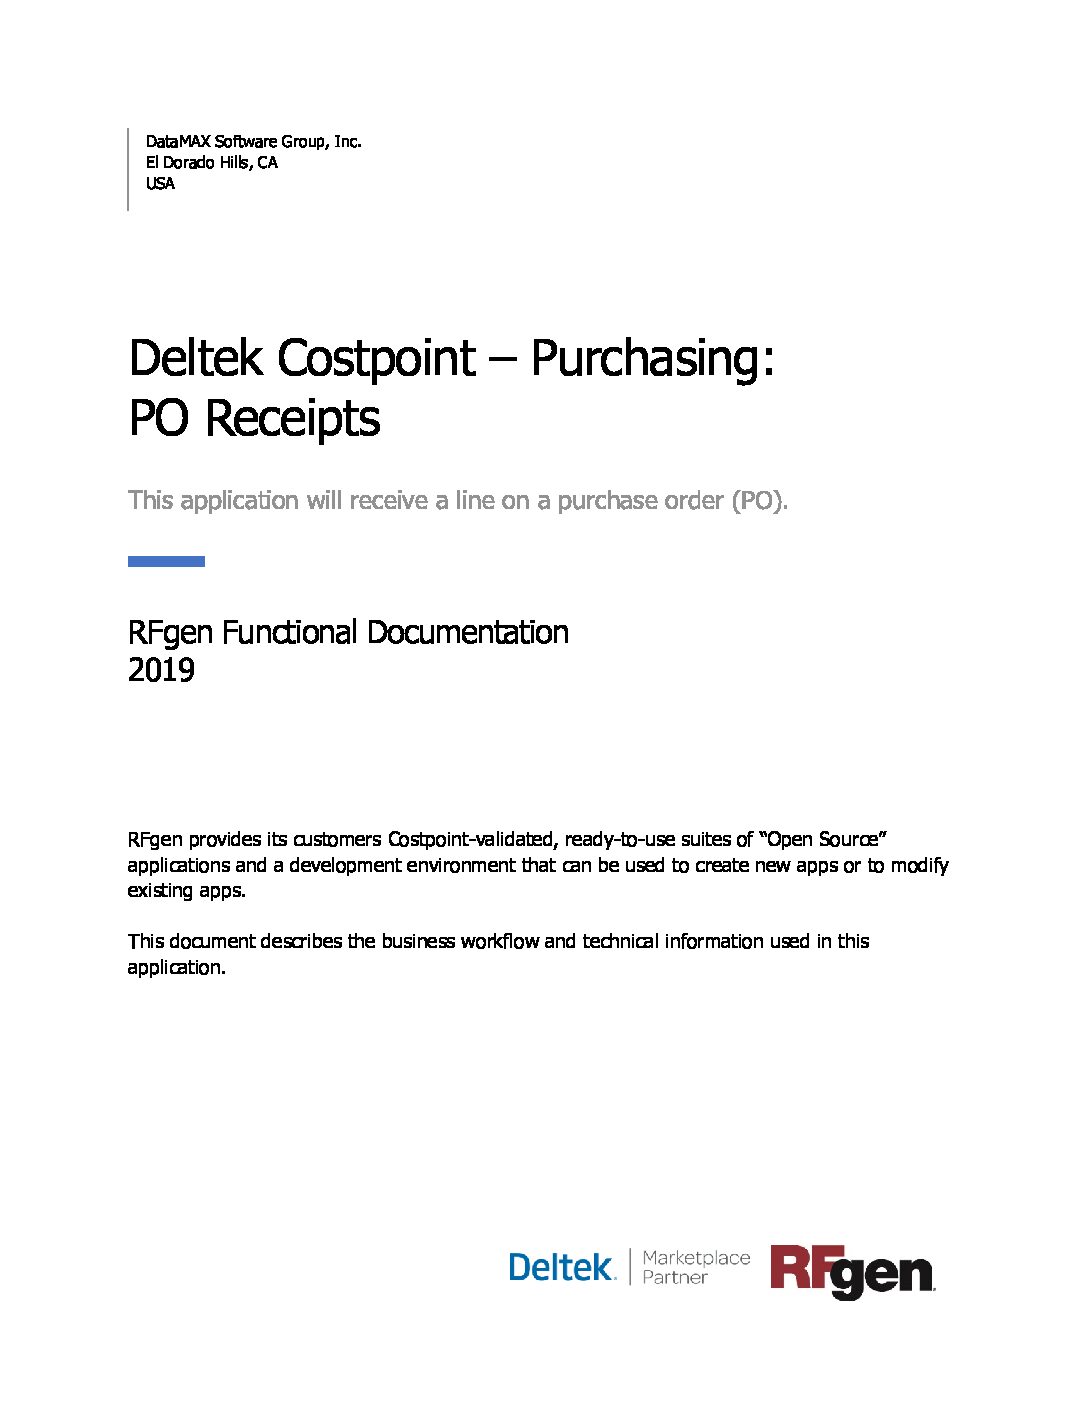 DataMAX Software Group, Inc.
El Dorado Hills, CA
USA
Deltek Costpoint – Purchasing:
PO Receipts
This application will receive a line on a purchase order (PO).
RFgen Functional Documentation
2019
RFgen provides its customers Costpoint-validated, ready-to-use suites of “Open Source”
applications and a development environment that can be used to create new apps or to modify
existing apps.
This document describes the business workflow and technical information used in this
application.
Deltek. Marketplace
Partner
RFgen